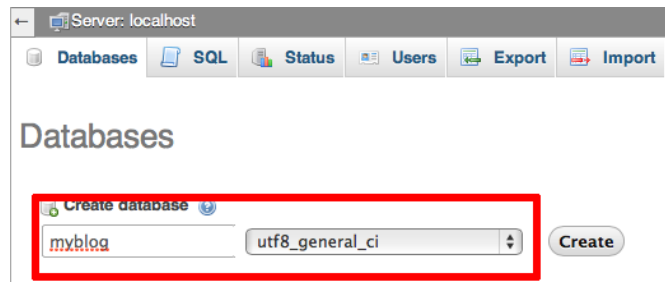 Server: localhost
Databases SQL Status Users Export Import
Databases
Create database
myblog utf8_general_ci Create